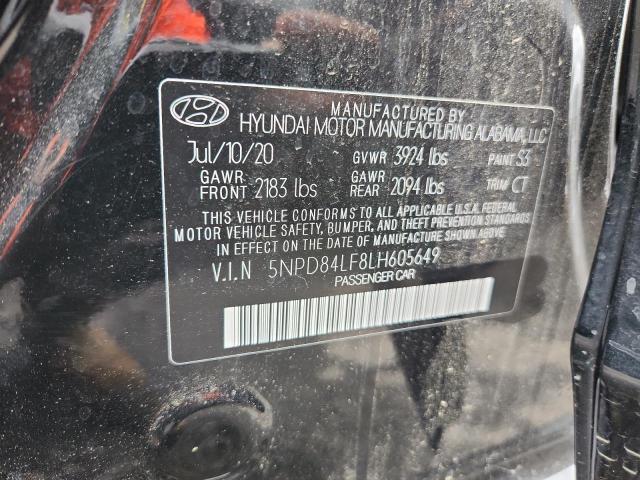 MANUFACTURED BY
HYUNDAI MOTOR MANUFACTURING ALABAMA, LLC
Jul/10/20 GVWR 3924 lbs PAINT S3
GAWR FRONT 2183 lbs GAWR REAR 2094 lbs TRIM CT
THIS VEHICLE CONFORMS TO ALL APPLICABLE U.S.A. FEDERAL
MOTOR VEHICLE SAFETY, BUMPER, AND THEFT PREVENTION STANDARDS
IN EFFECT ON THE DATE OF MANUFACTURE SHOWN ABOVE.
V.I.N 5NPD84LF8LH605649
PASSENGER CAR